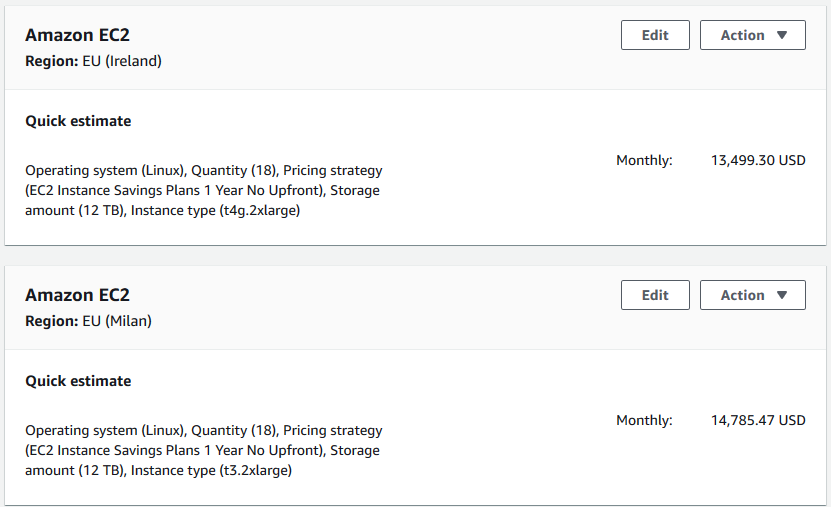 Amazon EC2
Edit
Action
Region: EU (Ireland)
Quick estimate
Operating system (Linux), Quantity (18), Pricing strategy
(EC2 Instance Savings Plans 1 Year No Upfront), Storage
amount (12 TB), Instance type (t4g.2xlarge)
Monthly: 13,499.30 USD
Amazon EC2
Edit
Action
Region: EU (Milan)
Quick estimate
Operating system (Linux), Quantity (18), Pricing strategy
(EC2 Instance Savings Plans 1 Year No Upfront), Storage
amount (12 TB), Instance type (t3.2xlarge)
Monthly: 14,785.47 USD